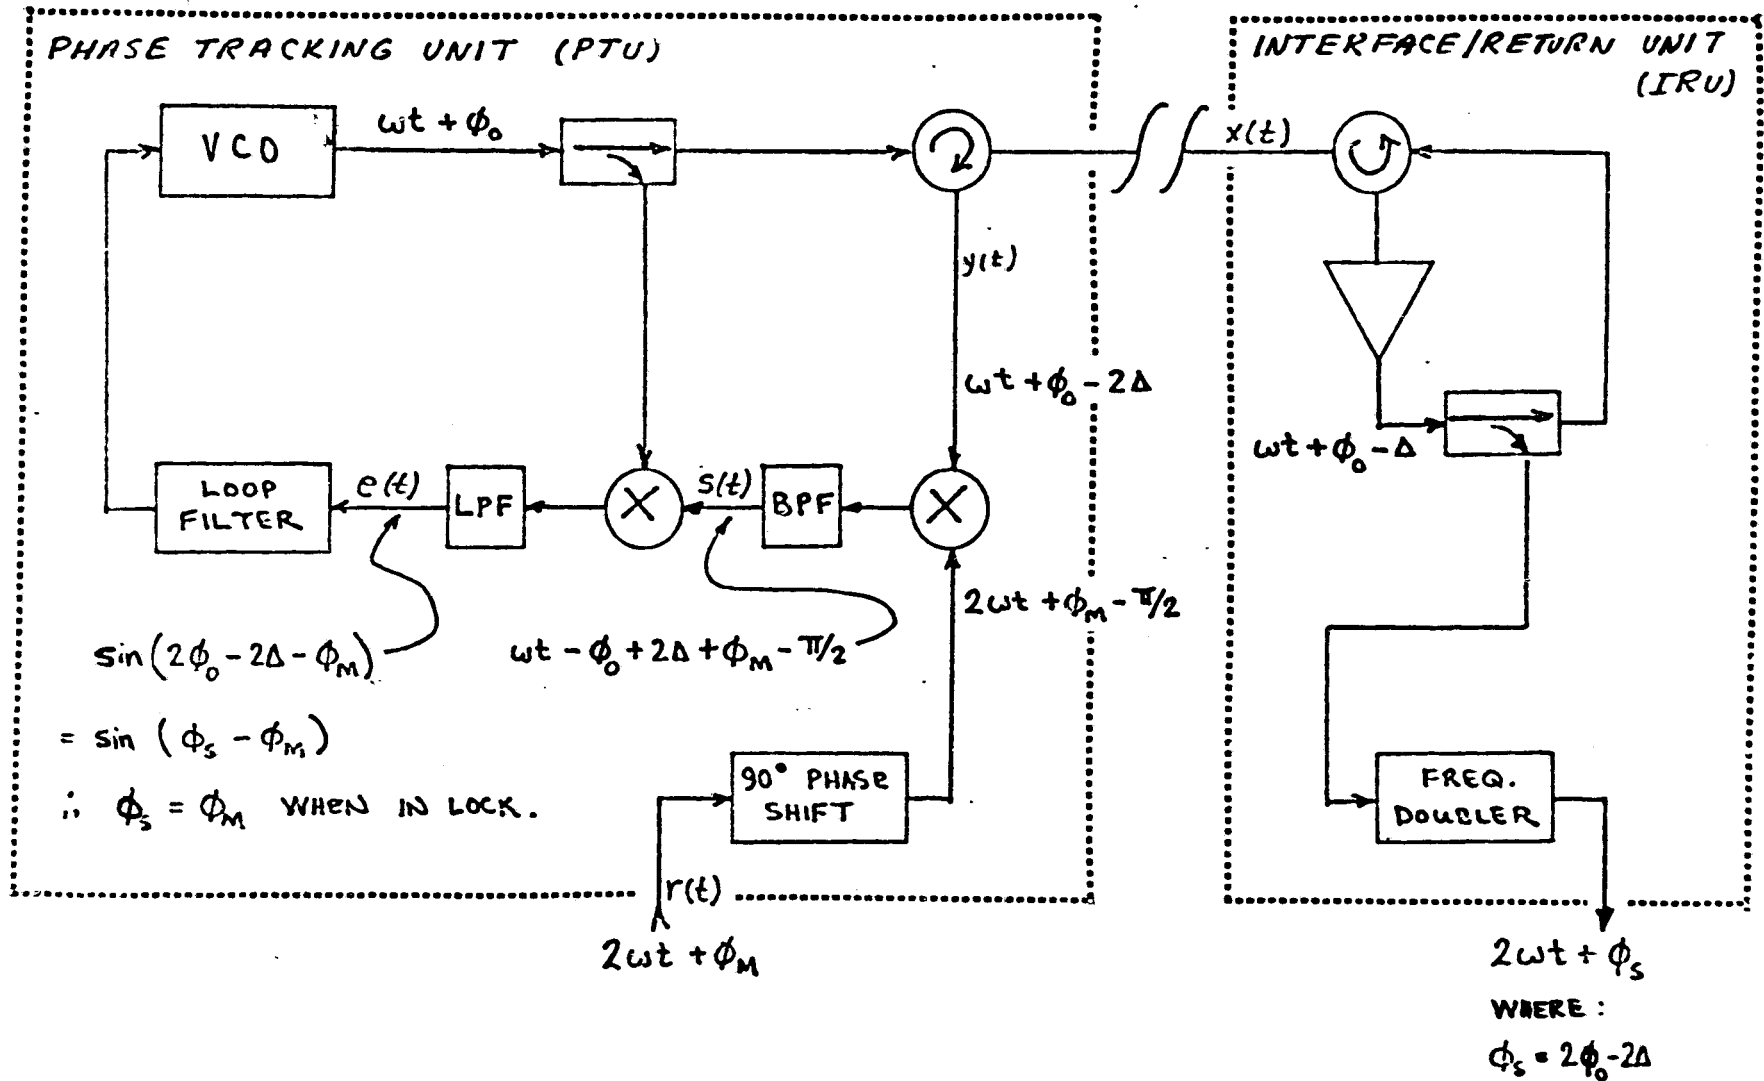 PHASE TRACKING UNIT (PTU)
INTERFACE/RETURN UNIT
(IRU)
VCO
ωt + ϕ₀
x(t)
y(t)
ωt + ϕ₀ - 2Δ
ωt + ϕ₀ - Δ
LOOP
FILTER
e(t)
LPF
s(t)
BPF
2ωt + ϕ_M - π/2
sin(2ϕ₀ - 2Δ - ϕ_M)
ωt - ϕ₀ + 2Δ + ϕ_M - π/2
= sin (ϕ_s - ϕ_M)
∴ ϕ_s = ϕ_M WHEN IN LOCK.
90° PHASE
SHIFT
FREQ.
DOUBLER
r(t)
2ωt + ϕ_M
2ωt + ϕ_s
WHERE:
ϕ_s = 2ϕ₀ - 2Δ